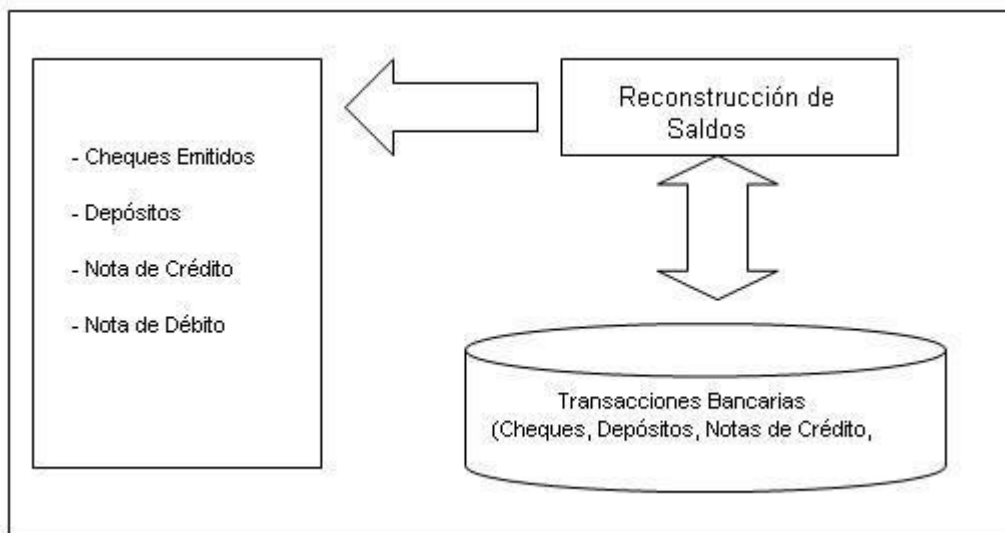 - Cheques Emitidos
- Depósitos
- Nota de Crédito
- Nota de Débito
Reconstrucción de
Saldos
Transacciones Bancarias
(Cheques, Depósitos, Notas de Crédito,